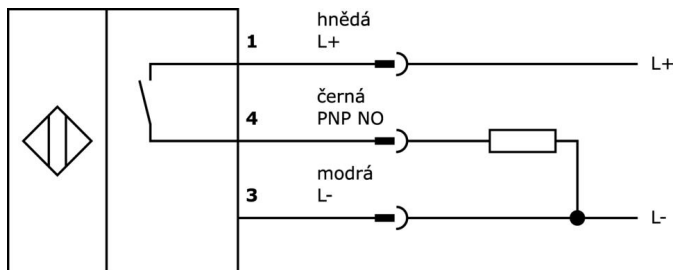 hnědá
1 L+
L+
černá
4 PNP NO
modrá
3 L-
L-